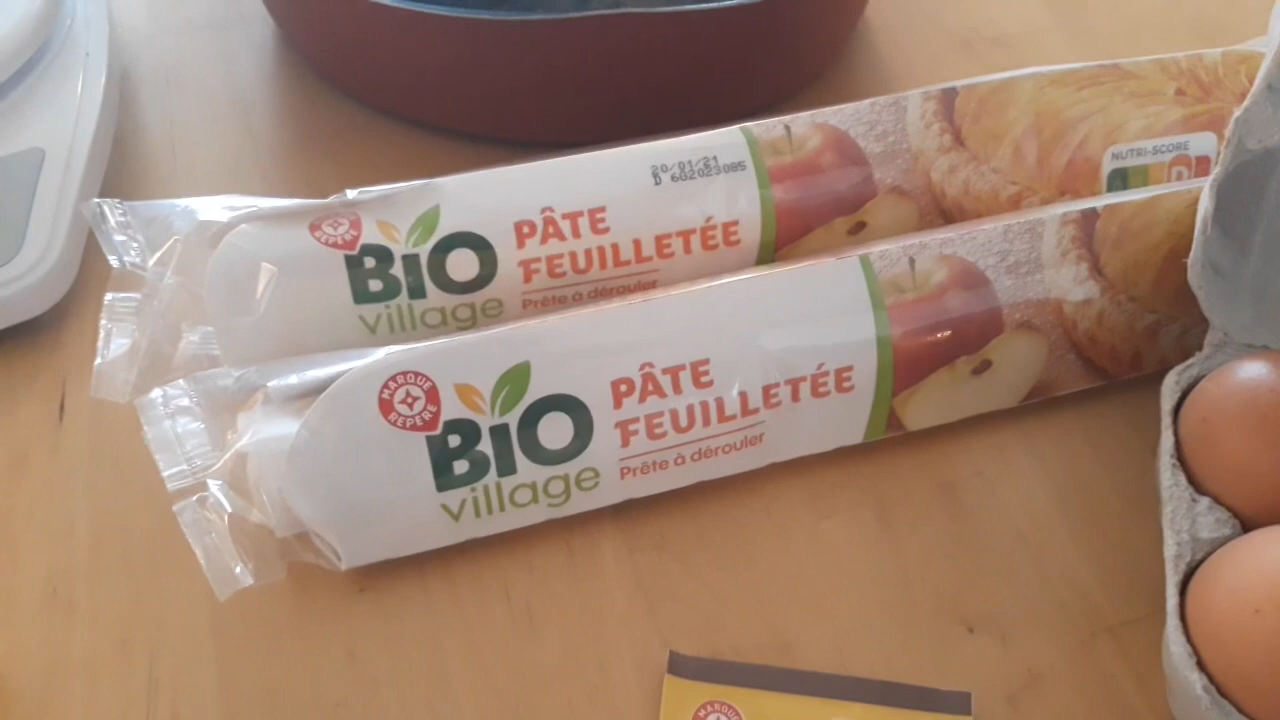 20/01/21
D 602023085
NUTRI-SCORE
D
REPÈRE
BIO
village
PÂTE
FEUILLETÉE
Prête à dérouler
MARQUE
REPÈRE
BIO
village
PÂTE
FEUILLETÉE
Prête à dérouler
MARQUE